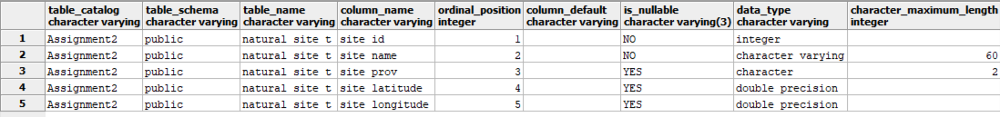 table_catalog table_schema table_name column_name ordinal_position column_default is_nullable data_type character_maximum_length
character varying character varying character varying character varying integer character varying character varying(3) character varying integer
1 Assignment2 public natural site t site id 1 NO integer
2 Assignment2 public natural site t site name 2 NO character varying 60
3 Assignment2 public natural site t site prov 3 YES character 2
4 Assignment2 public natural site t site latitude 4 YES double precision
5 Assignment2 public natural site t site longitude 5 YES double precision